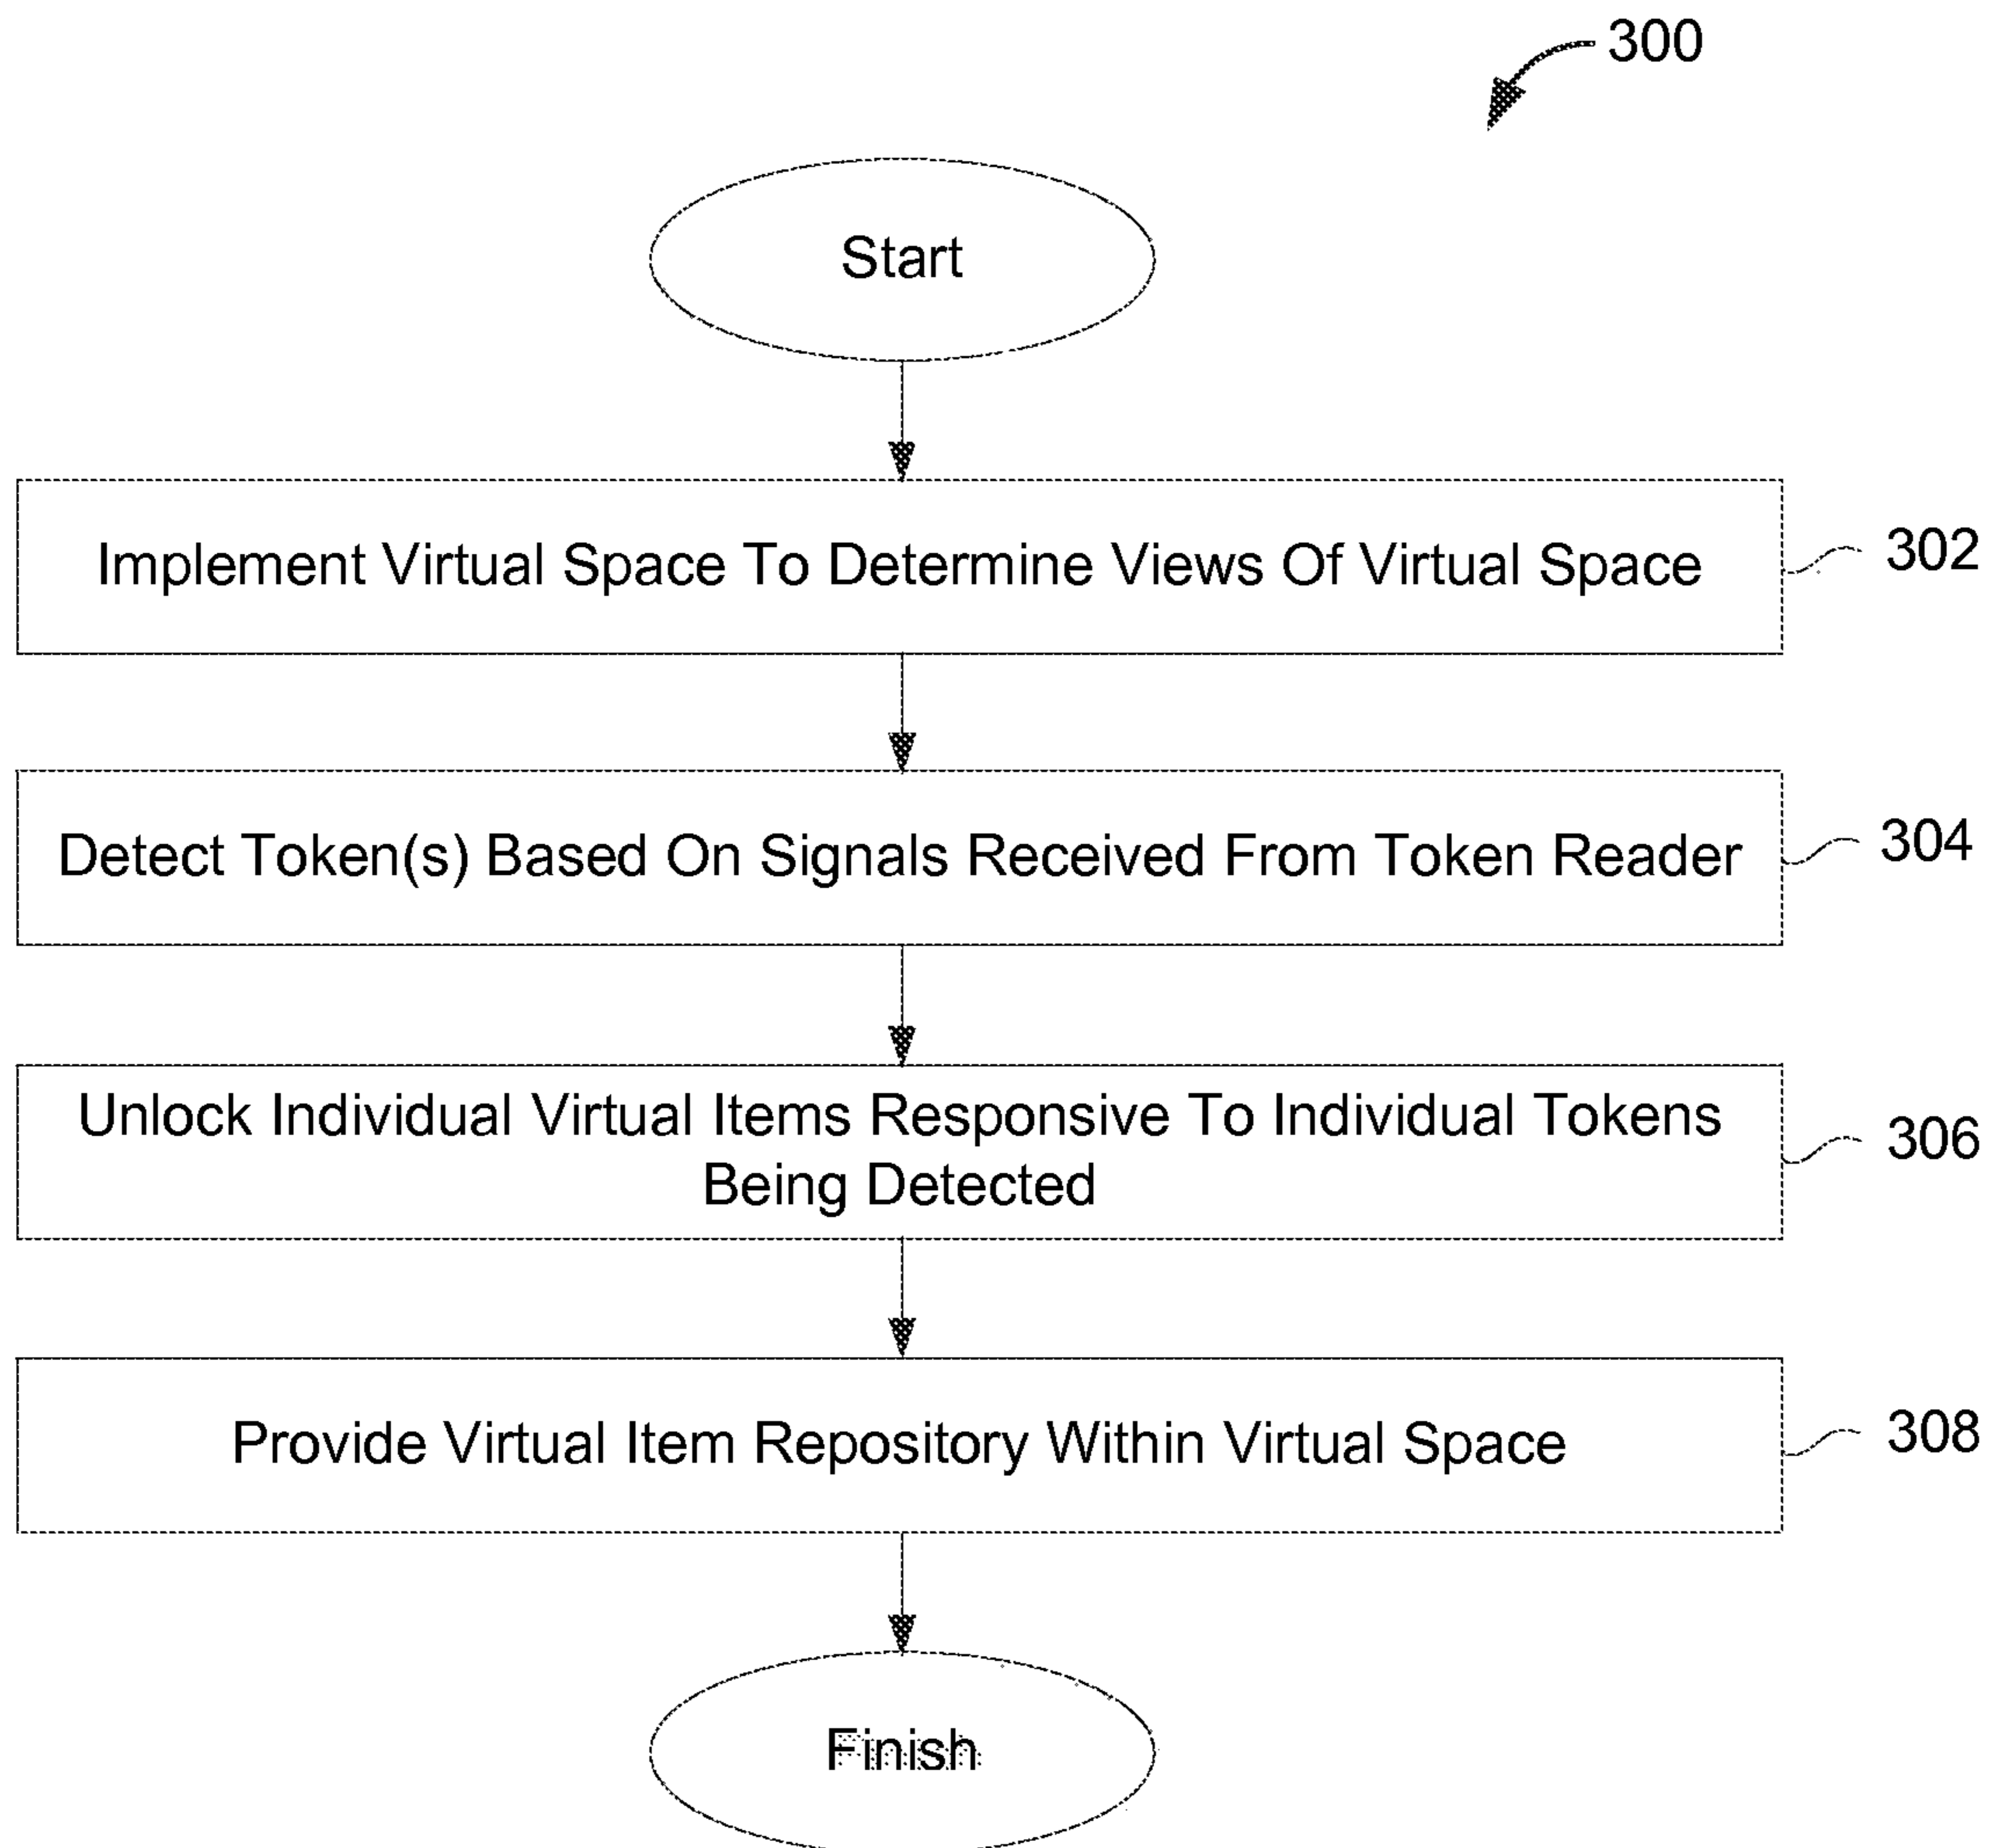 300
Start
Implement Virtual Space To Determine Views Of Virtual Space
302
Detect Token(s) Based On Signals Received From Token Reader
304
Unlock Individual Virtual Items Responsive To Individual Tokens
Being Detected
306
Provide Virtual Item Repository Within Virtual Space
308
Finish